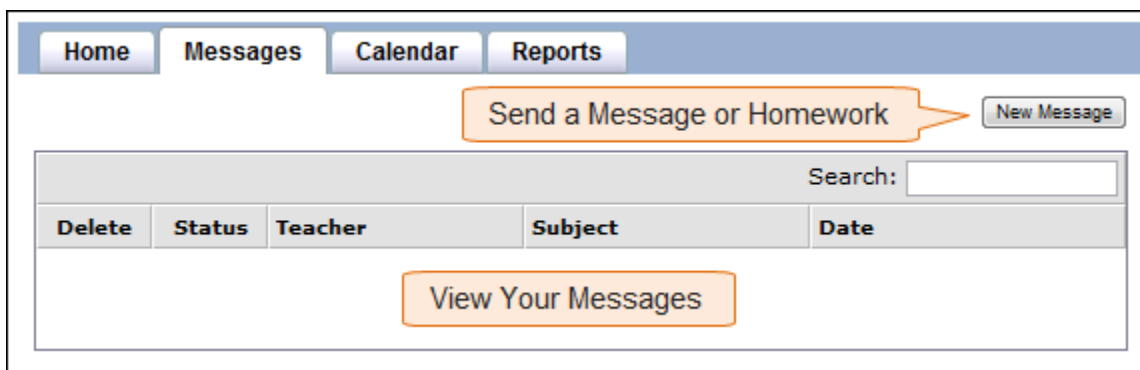 Home Messages Calendar Reports
Send a Message or Homework New Message
Search:
Delete Status Teacher Subject Date
View Your Messages